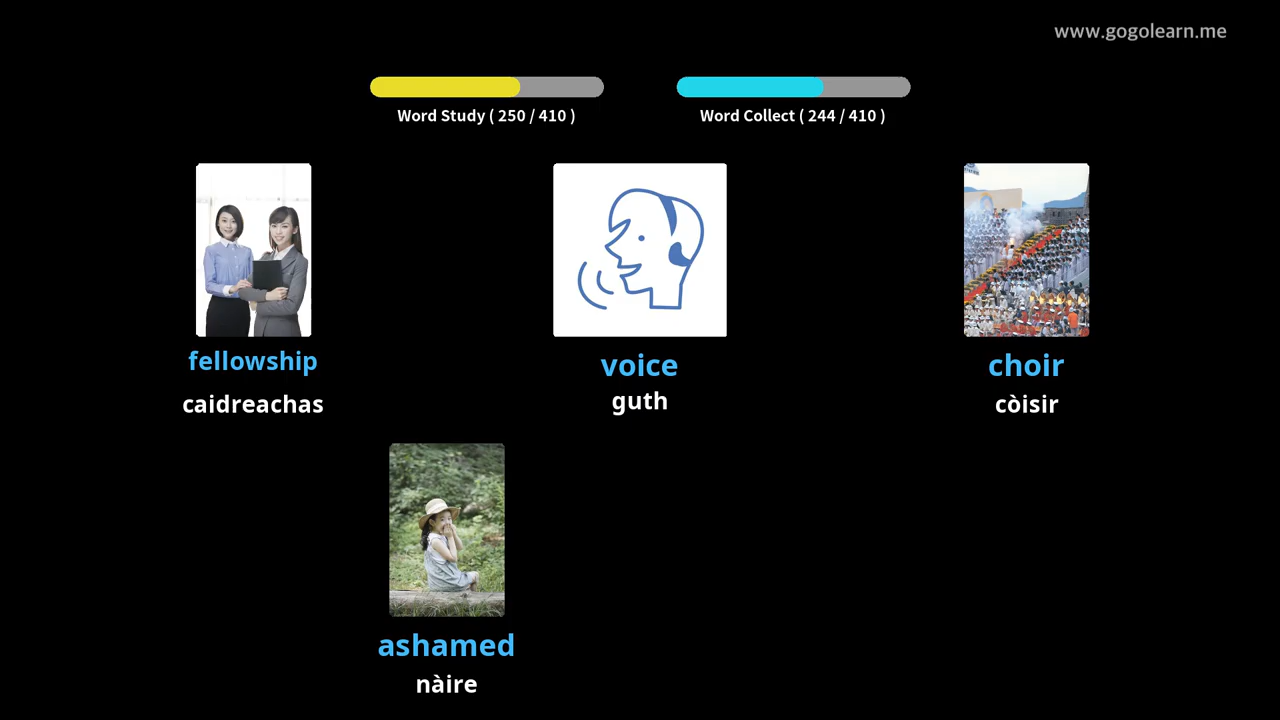 www.gogolearn.me
Word Study ( 250 / 410 )
Word Collect ( 244 / 410 )
fellowship
caidreachas
voice
guth
choir
còisir
ashamed
nàire